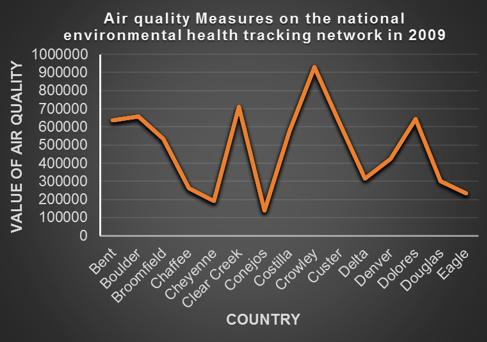 Air quality Measures on the national
environmental health tracking network in 2009
VALUE OF AIR QUALITY
1000000
900000
800000
700000
600000
500000
400000
300000
200000
100000
0
Bent
Boulder
Broomfield
Chaffee
Cheyenne
Clear Creek
Conejos
Costilla
Crowley
Custer
Delta
Denver
Dolores
Douglas
Eagle
COUNTRY